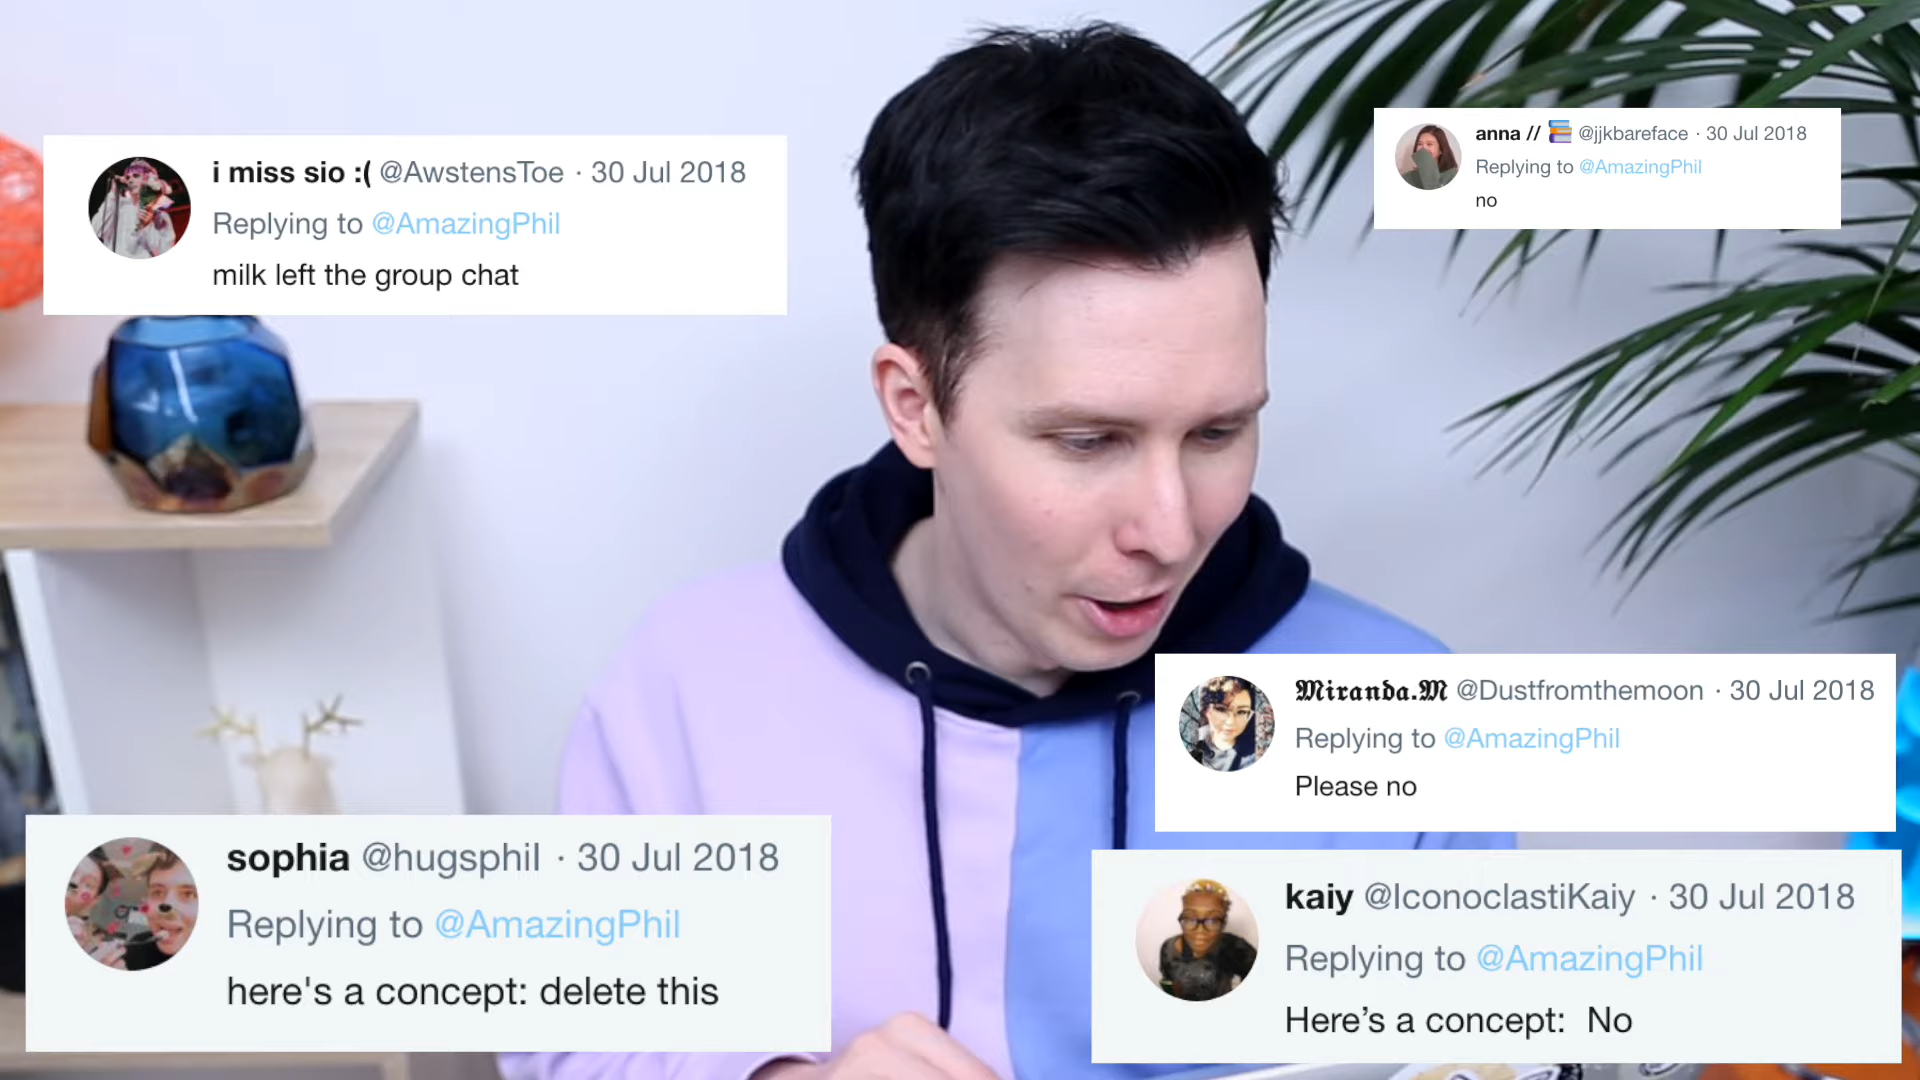 i miss sio :( @AwstensToe · 30 Jul 2018
Replying to @AmazingPhil
milk left the group chat
anna // 📚 @jjkbareface · 30 Jul 2018
Replying to @AmazingPhil
no
𝕸𝖎𝖗𝖆𝖓𝖉𝖆.𝕸 @Dustfromthemoon · 30 Jul 2018
Replying to @AmazingPhil
Please no
sophia @hugsphil · 30 Jul 2018
Replying to @AmazingPhil
here's a concept: delete this
kaiy @IconoclastiKaiy · 30 Jul 2018
Replying to @AmazingPhil
Here’s a concept: No